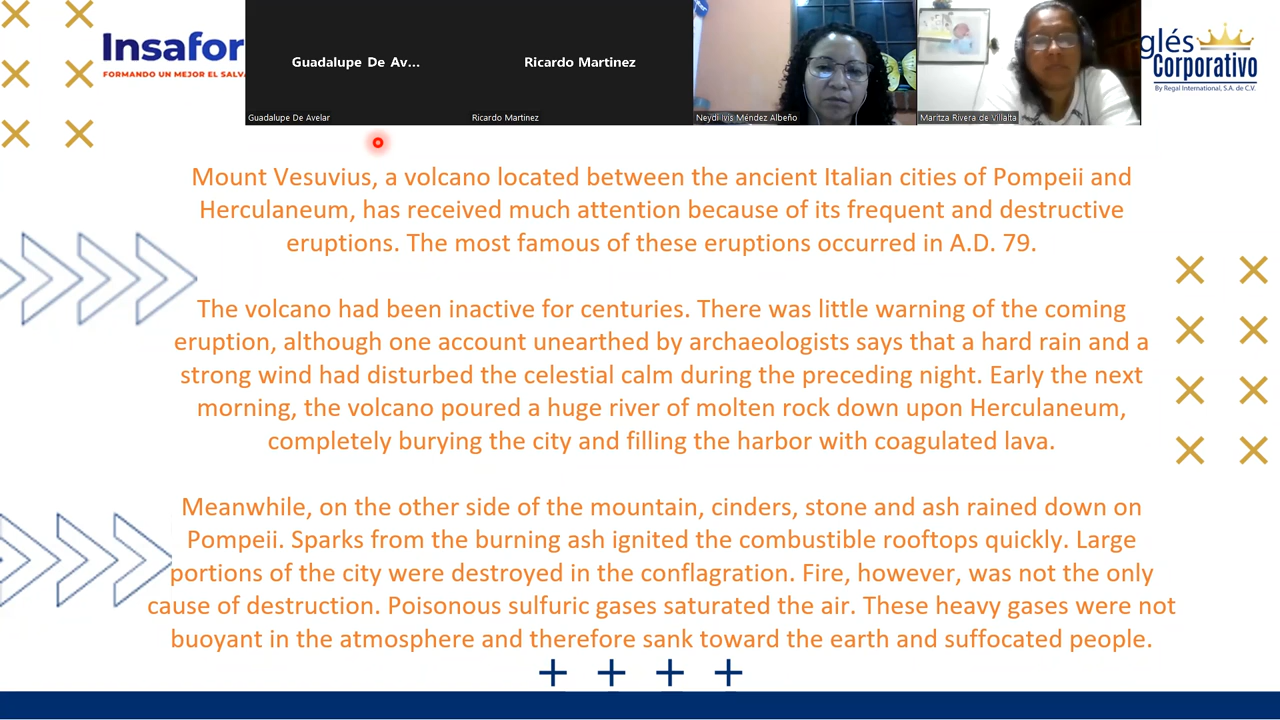 Insafor
FORMANDO UN MEJOR EL SALVA
Guadalupe De Av...
Ricardo Martinez
Guadalupe De Avelar
Ricardo Martinez
Neydi Ivis Méndez Albeño
Maritza Rivera de Villalta
glés
Corporativo
By Regal International, S.A. de C.V.
Mount Vesuvius, a volcano located between the ancient Italian cities of Pompeii and
Herculaneum, has received much attention because of its frequent and destructive
eruptions. The most famous of these eruptions occurred in A.D. 79.
The volcano had been inactive for centuries. There was little warning of the coming
eruption, although one account unearthed by archaeologists says that a hard rain and a
strong wind had disturbed the celestial calm during the preceding night. Early the next
morning, the volcano poured a huge river of molten rock down upon Herculaneum,
completely burying the city and filling the harbor with coagulated lava.
Meanwhile, on the other side of the mountain, cinders, stone and ash rained down on
Pompeii. Sparks from the burning ash ignited the combustible rooftops quickly. Large
portions of the city were destroyed in the conflagration. Fire, however, was not the only
cause of destruction. Poisonous sulfuric gases saturated the air. These heavy gases were not
buoyant in the atmosphere and therefore sank toward the earth and suffocated people.